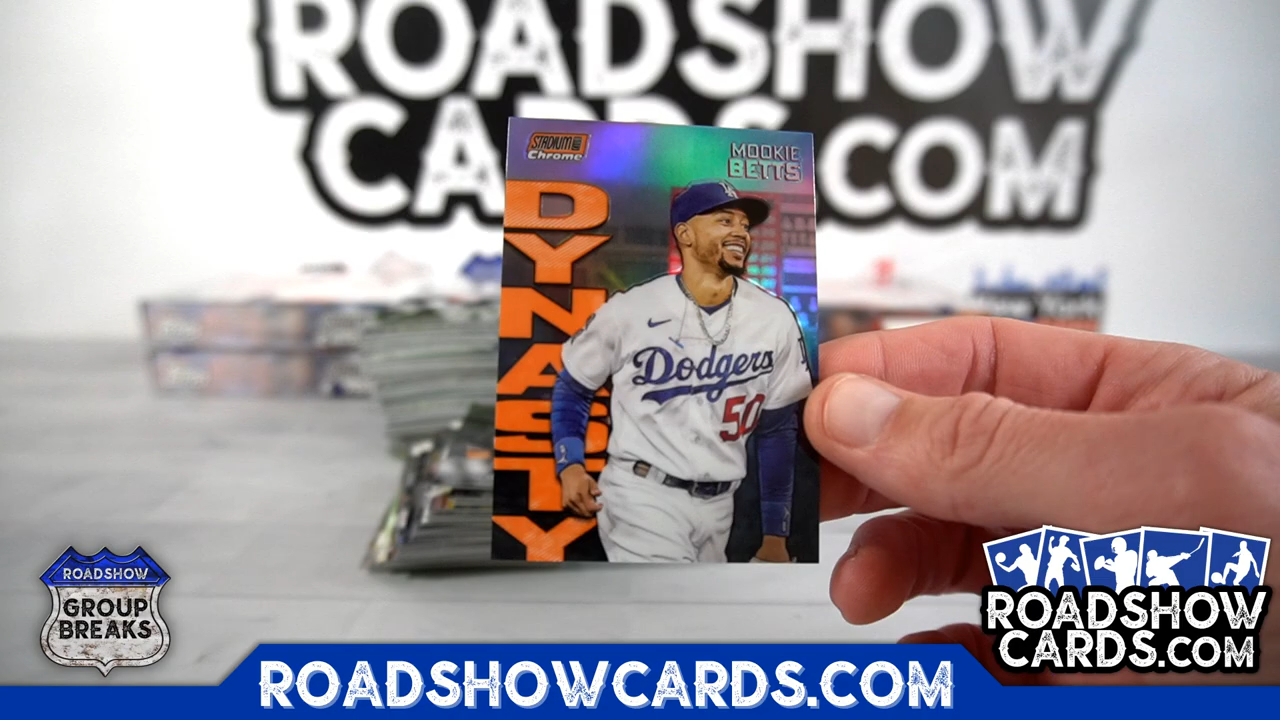 ROADSHOW
CARDS.COM
STADIUM CLUB
Chrome
MOOKIE
BETTS
DYNASTY
Dodgers
50
ROADSHOW
GROUP
BREAKS
ROADSHOW
CARDS.COM
ROADSHOWCARDS.COM